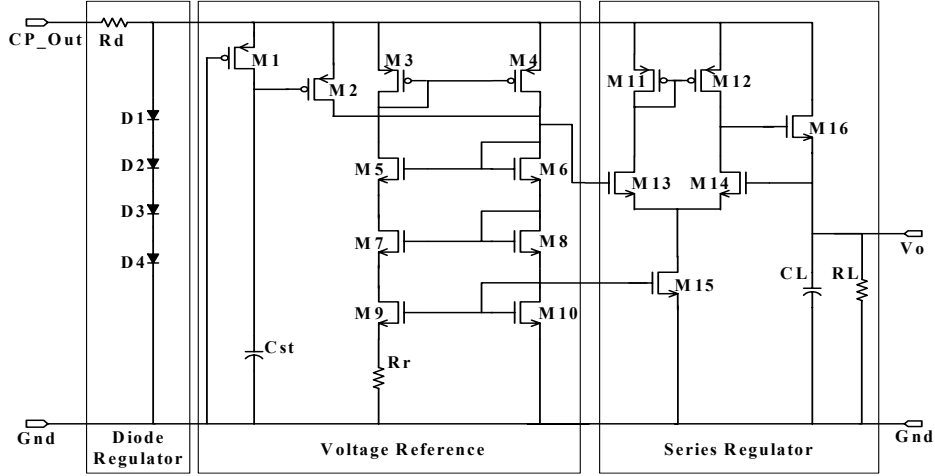 CP_Out
Rd
M1
M2
M3
M4
M11
M12
M16
D1
D2
D3
D4
M5
M6
M13
M14
M7
M8
Vo
M15
CL
RL
M9
M10
Cst
Rr
Gnd
Gnd
Diode
Regulator
Voltage Reference
Series Regulator